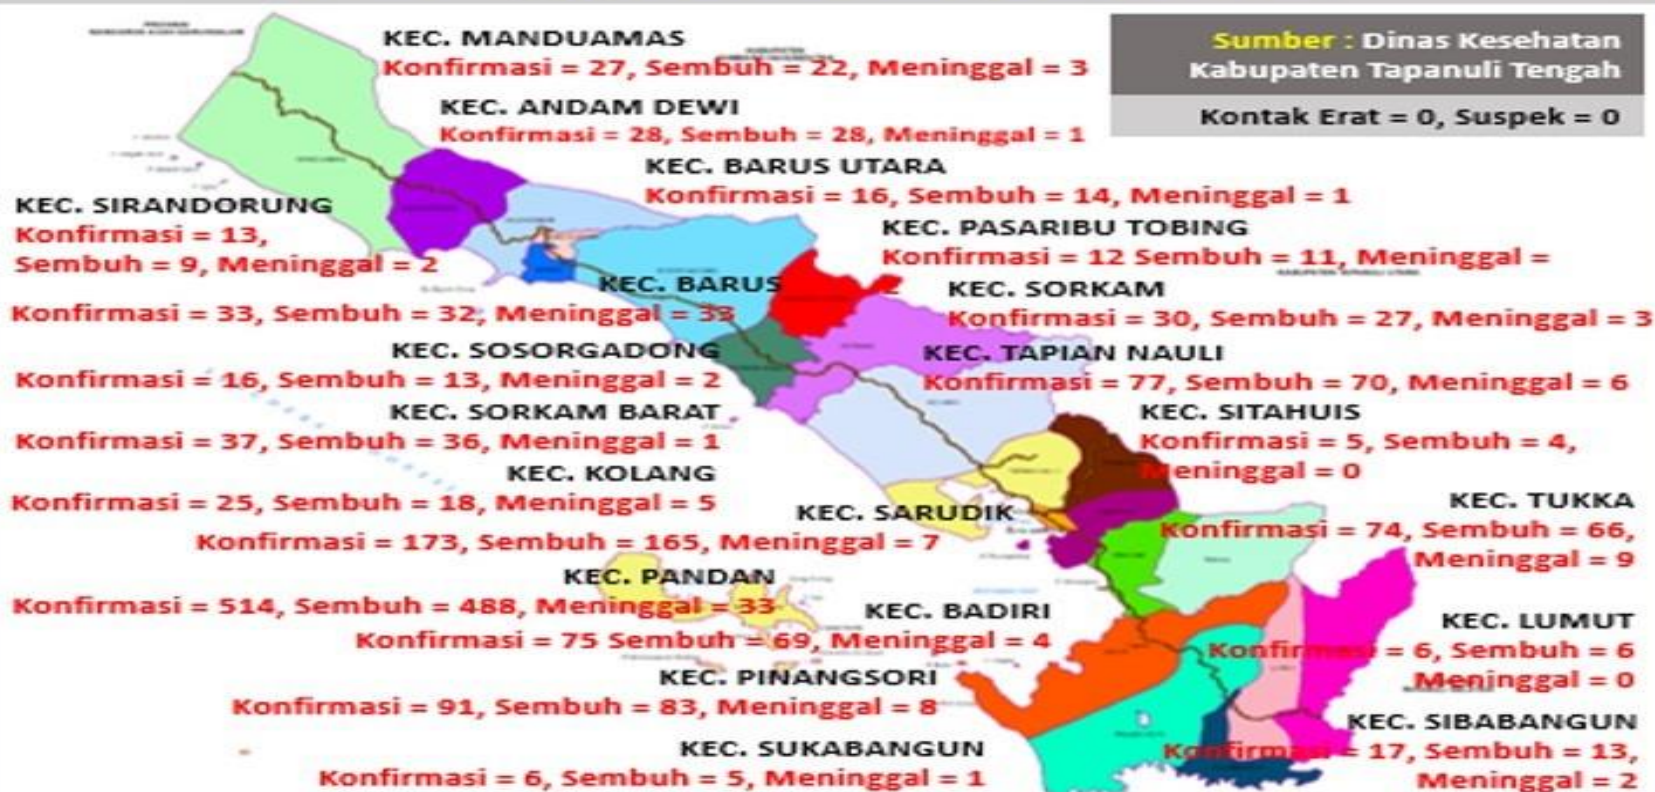 KEC. MANDUAMAS
Konfirmasi = 27, Sembuh = 22, Meninggal = 3
Sumber : Dinas Kesehatan
Kabupaten Tapanuli Tengah
Kontak Erat = 0, Suspek = 0
KEC. ANDAM DEWI
Konfirmasi = 28, Sembuh = 28, Meninggal = 1
KEC. BARUS UTARA
Konfirmasi = 16, Sembuh = 14, Meninggal = 1
KEC. SIRANDORUNG
Konfirmasi = 13,
Sembuh = 9, Meninggal = 2
KEC. PASARIBU TOBING
Konfirmasi = 12 Sembuh = 11, Meninggal =
2
KEC. BARUS
Konfirmasi = 33, Sembuh = 32, Meninggal = 33
KEC. SORKAM
Konfirmasi = 30, Sembuh = 27, Meninggal = 3
KEC. SOSORGADONG
Konfirmasi = 16, Sembuh = 13, Meninggal = 2
KEC. TAPIAN NAULI
Konfirmasi = 77, Sembuh = 70, Meninggal = 6
KEC. SORKAM BARAT
Konfirmasi = 37, Sembuh = 36, Meninggal = 1
KEC. SITAHUIS
Konfirmasi = 5, Sembuh = 4,
Meninggal = 0
KEC. KOLANG
Konfirmasi = 25, Sembuh = 18, Meninggal = 5
KEC. SARUDIK
Konfirmasi = 173, Sembuh = 165, Meninggal = 7
KEC. TUKKA
Konfirmasi = 74, Sembuh = 66,
Meninggal = 9
KEC. PANDAN
Konfirmasi = 514, Sembuh = 488, Meninggal = 33
KEC. BADIRI
Konfirmasi = 75 Sembuh = 69, Meninggal = 4
KEC. LUMUT
Konfirmasi = 6, Sembuh = 6
Meninggal = 0
KEC. PINANGSORI
Konfirmasi = 91, Sembuh = 83, Meninggal = 8
KEC. SIBABANGUN
Konfirmasi = 17, Sembuh = 13,
Meninggal = 2
KEC. SUKABANGUN
Konfirmasi = 6, Sembuh = 5, Meninggal = 1